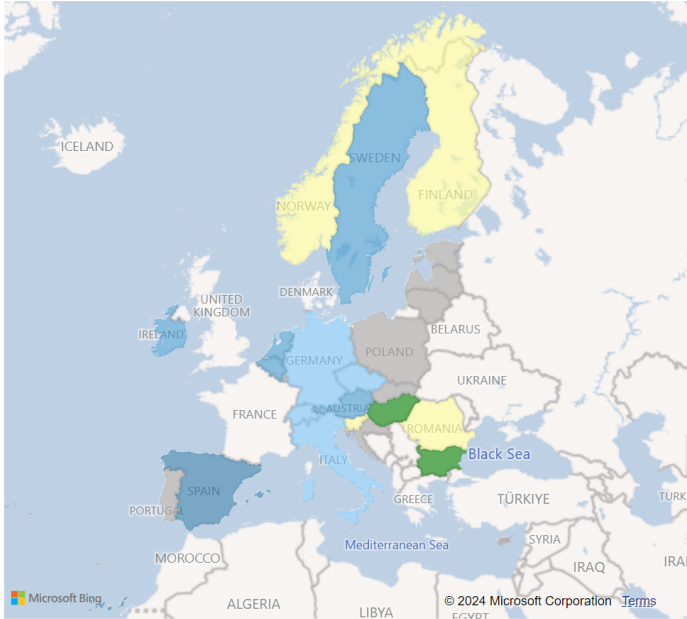 ICELAND
SWEDEN
NORWAY
FINLAND
DENMARK
UNITED
KINGDOM
IRELAND
BELARUS
GERMANY
POLAND
UKRAINE
FRANCE
AUSTRIA
ROMANIA
ITALY
Black Sea
SPAIN
PORTUGAL
GREECE
TÜRKIYE
TURK
Mediterranean Sea
SYRIA
MOROCCO
IRAQ
IRA
Microsoft Bing
ALGERIA
LIBYA
EGYPT
© 2024 Microsoft Corporation Terms